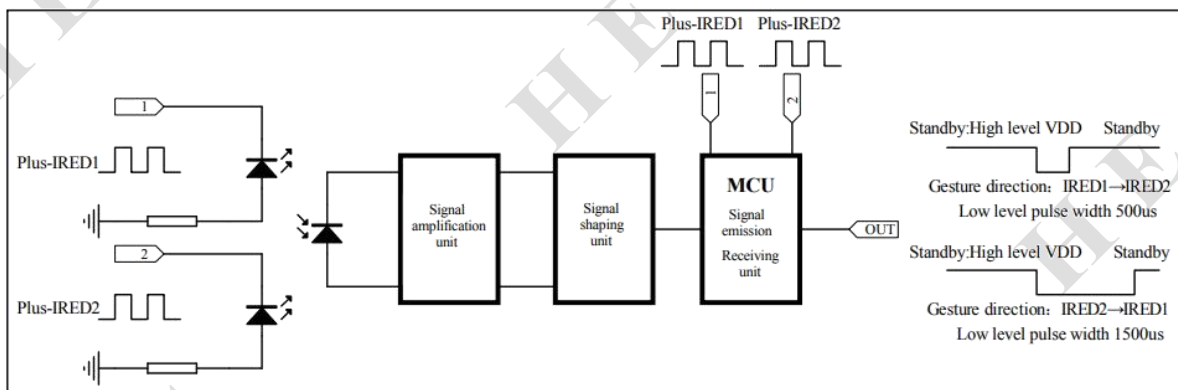 Plus-IRED1 Plus-IRED2
1 2
1
Plus-IRED1
2
Plus-IRED2
Signal
amplification
unit
Signal
shaping
unit
MCU
Signal
emission
Receiving
unit
OUT
Standby:High level VDD Standby
Gesture direction: IRED1→IRED2
Low level pulse width 500us
Standby:High level VDD Standby
Gesture direction: IRED2→IRED1
Low level pulse width 1500us
H E
H E
H E